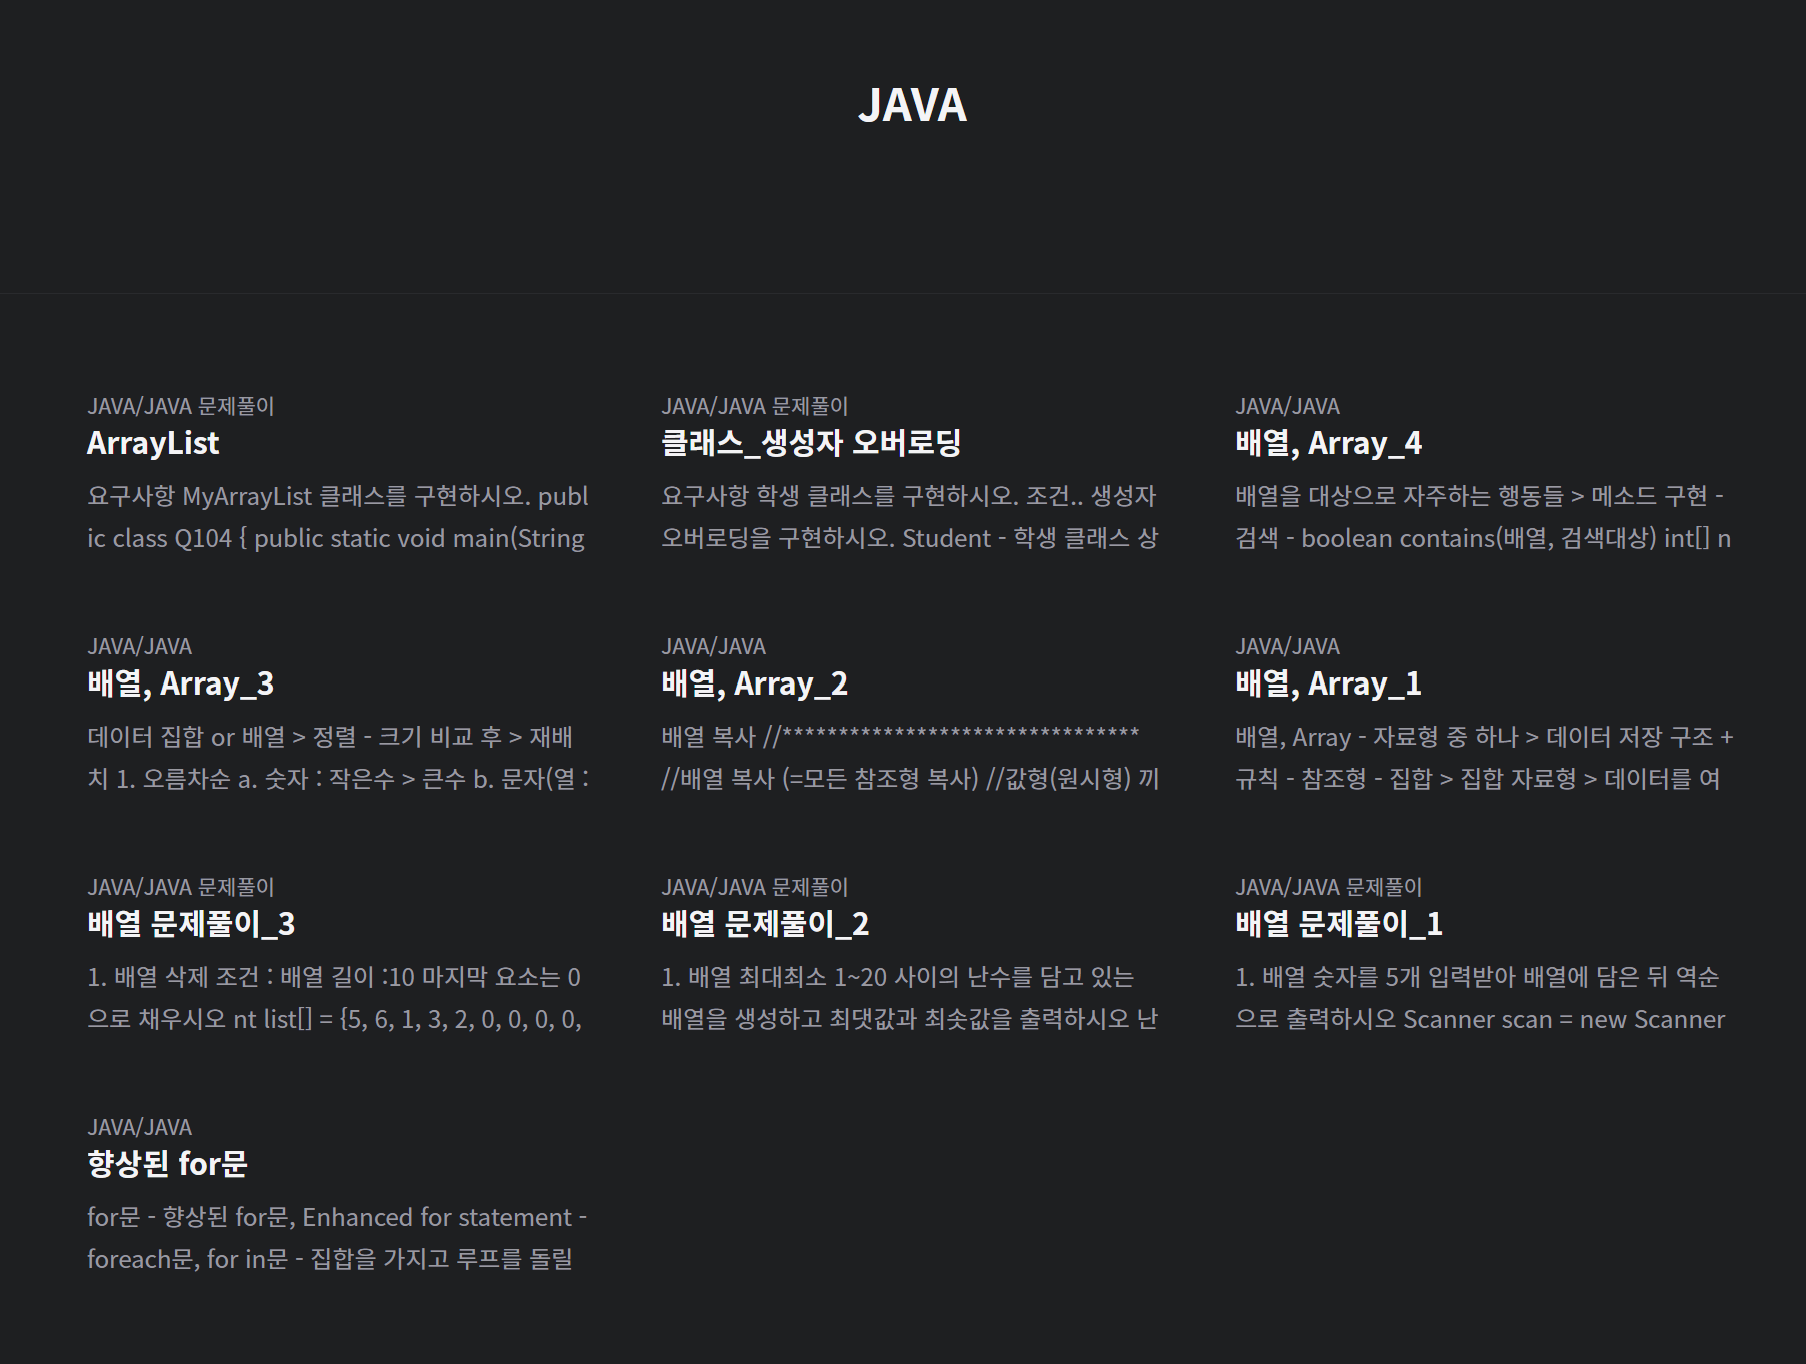 JAVA
JAVA/JAVA 문제풀이
ArrayList
요구사항 MyArrayList 클래스를 구현하시오. publ
ic class Q104 { public static void main(String
JAVA/JAVA 문제풀이
클래스_생성자 오버로딩
요구사항 학생 클래스를 구현하시오. 조건.. 생성자
오버로딩을 구현하시오. Student - 학생 클래스 상
JAVA/JAVA
배열, Array_4
배열을 대상으로 자주하는 행동들 > 메소드 구현 -
검색 - boolean contains(배열, 검색대상) int[] n
JAVA/JAVA
배열, Array_3
데이터 집합 or 배열 > 정렬 - 크기 비교 후 > 재배
치 1. 오름차순 a. 숫자 : 작은수 > 큰수 b. 문자(열 :
JAVA/JAVA
배열, Array_2
배열 복사 //********************************
//배열 복사 (=모든 참조형 복사) //값형(원시형) 끼
JAVA/JAVA
배열, Array_1
배열, Array - 자료형 중 하나 > 데이터 저장 구조 +
규칙 - 참조형 - 집합 > 집합 자료형 > 데이터를 여
JAVA/JAVA 문제풀이
배열 문제풀이_3
1. 배열 삭제 조건 : 배열 길이 :10 마지막 요소는 0
으로 채우시오 nt list[] = {5, 6, 1, 3, 2, 0, 0, 0, 0,
JAVA/JAVA 문제풀이
배열 문제풀이_2
1. 배열 최대최소 1~20 사이의 난수를 담고 있는
배열을 생성하고 최댓값과 최솟값을 출력하시오 난
JAVA/JAVA 문제풀이
배열 문제풀이_1
1. 배열 숫자를 5개 입력받아 배열에 담은 뒤 역순
으로 출력하시오 Scanner scan = new Scanner
JAVA/JAVA
향상된 for문
for문 - 향상된 for문, Enhanced for statement -
foreach문, for in문 - 집합을 가지고 루프를 돌릴